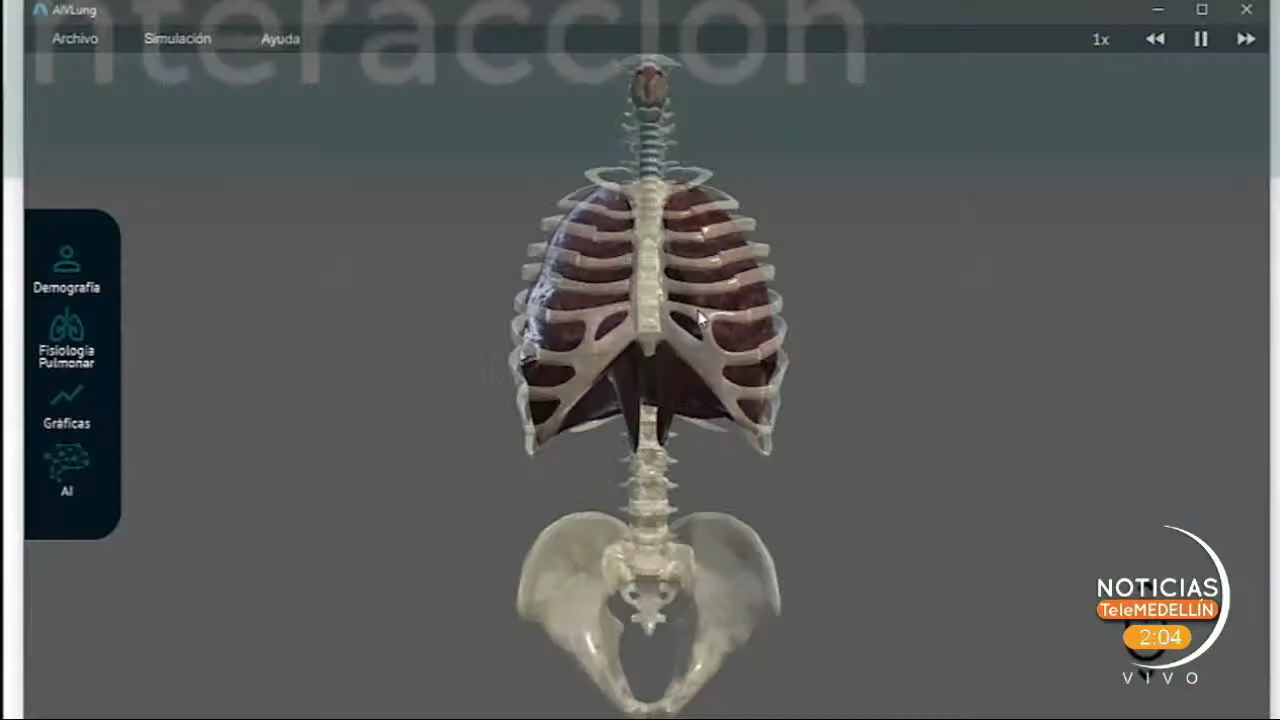 AIVLung
Archivo Simulación Ayuda
1x
nteracción
Demografía
Fisiología
Pulmonar
Gráficas
AI
NOTICIAS
TeleMEDELLÍN
2:04
VIVO